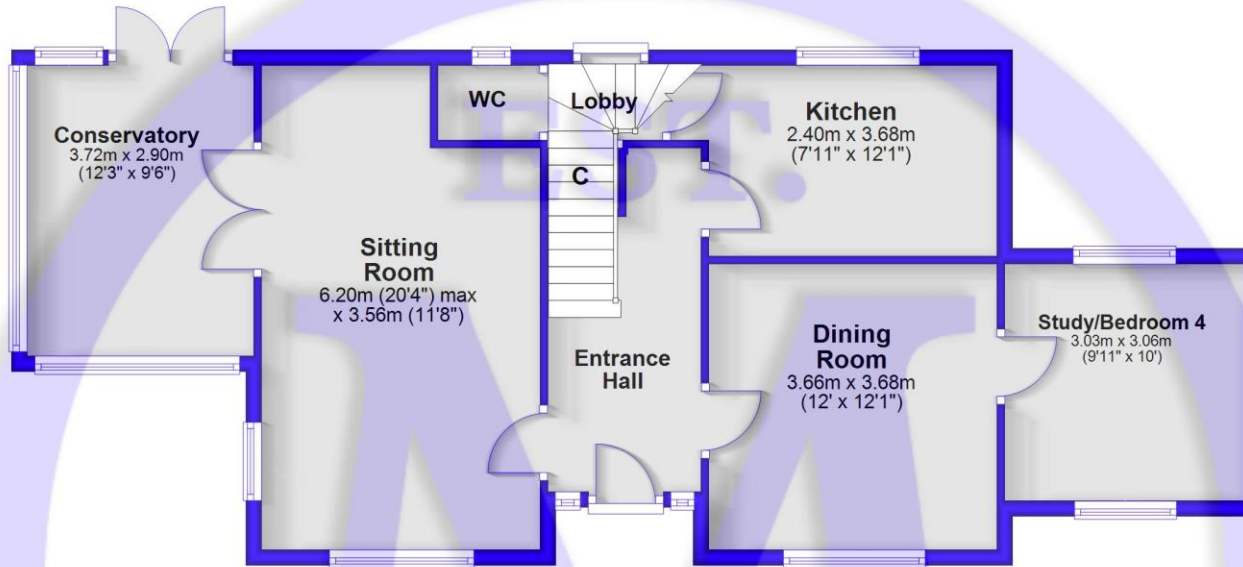 Conservatory
3.72m x 2.90m
(12'3" x 9'6")
Sitting
Room
6.20m (20'4") max
x 3.56m (11'8")
WC
Lobby
C
Entrance
Hall
Kitchen
2.40m x 3.68m
(7'11" x 12'1")
Dining
Room
3.66m x 3.68m
(12' x 12'1")
Study/Bedroom 4
3.03m x 3.06m
(9'11" x 10')
EST.
M